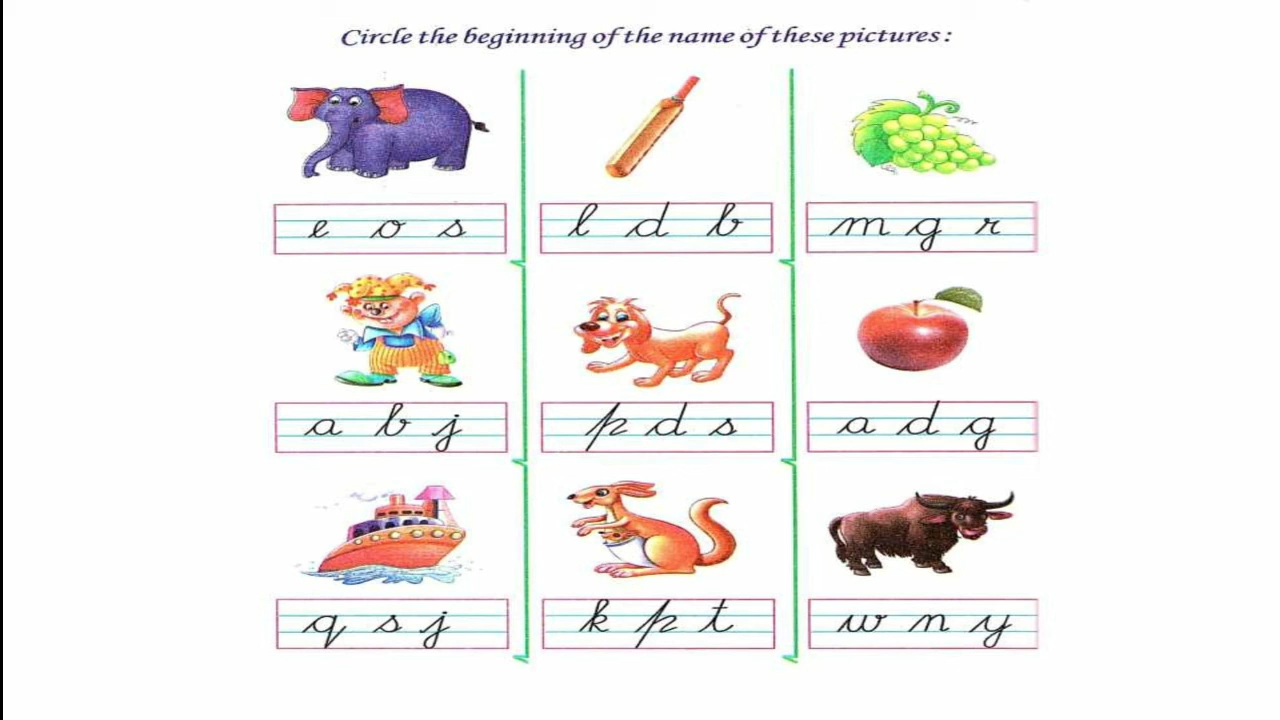 Circle the beginning of the name of these pictures :
e o s
l d b
m g r
a b j
p d s
a d g
q s j
k p t
w n y